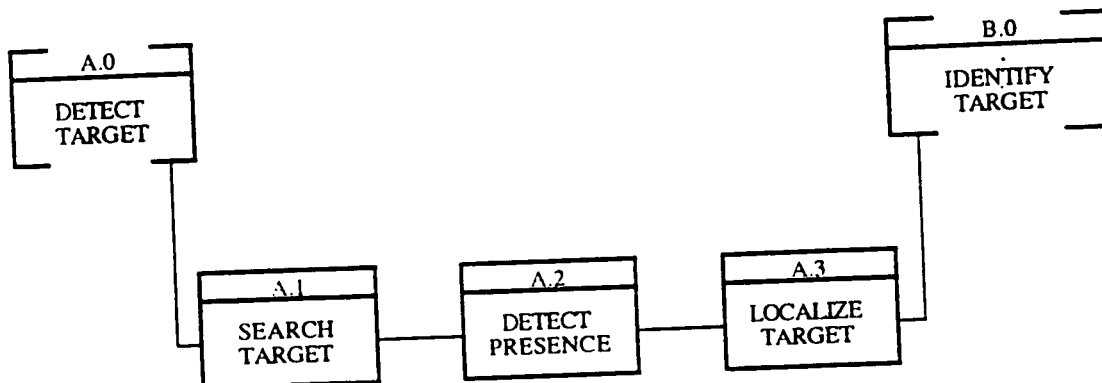 A.0
DETECT
TARGET
B.0
IDENTIFY
TARGET
A.1
SEARCH
TARGET
A.2
DETECT
PRESENCE
A.3
LOCALIZE
TARGET